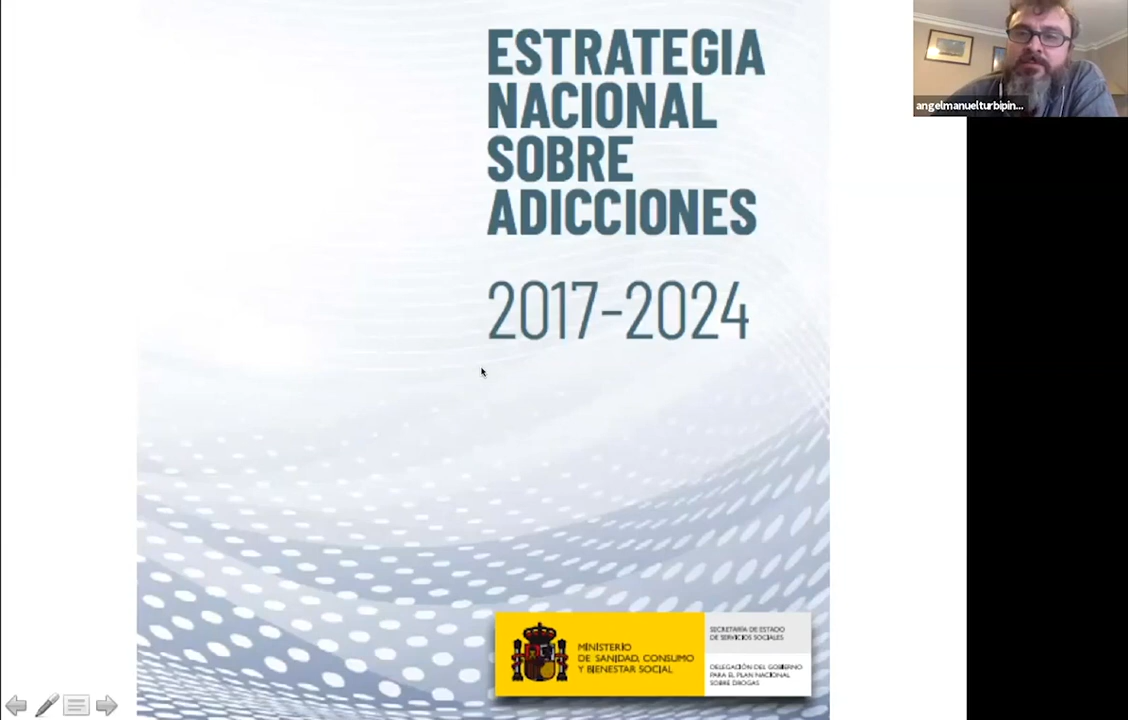 ESTRATEGIA
NACIONAL
SOBRE
ADICCIONES
2017-2024
angelmanuelturbipin...
MINISTERIO
DE SANIDAD, CONSUMO
Y BIENESTAR SOCIAL
SECRETARÍA DE ESTADO
DE SERVICIOS SOCIALES
DELEGACIÓN DEL GOBIERNO
PARA EL PLAN NACIONAL
SOBRE DROGAS